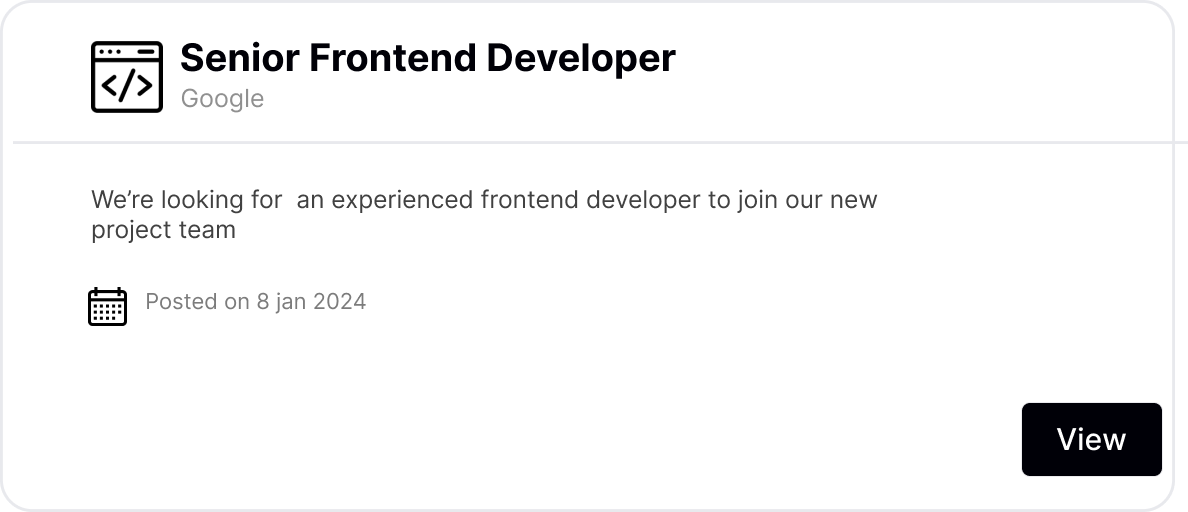 Senior Frontend Developer
Google
We’re looking for  an experienced frontend developer to join our new
project team
Posted on 8 jan 2024
View